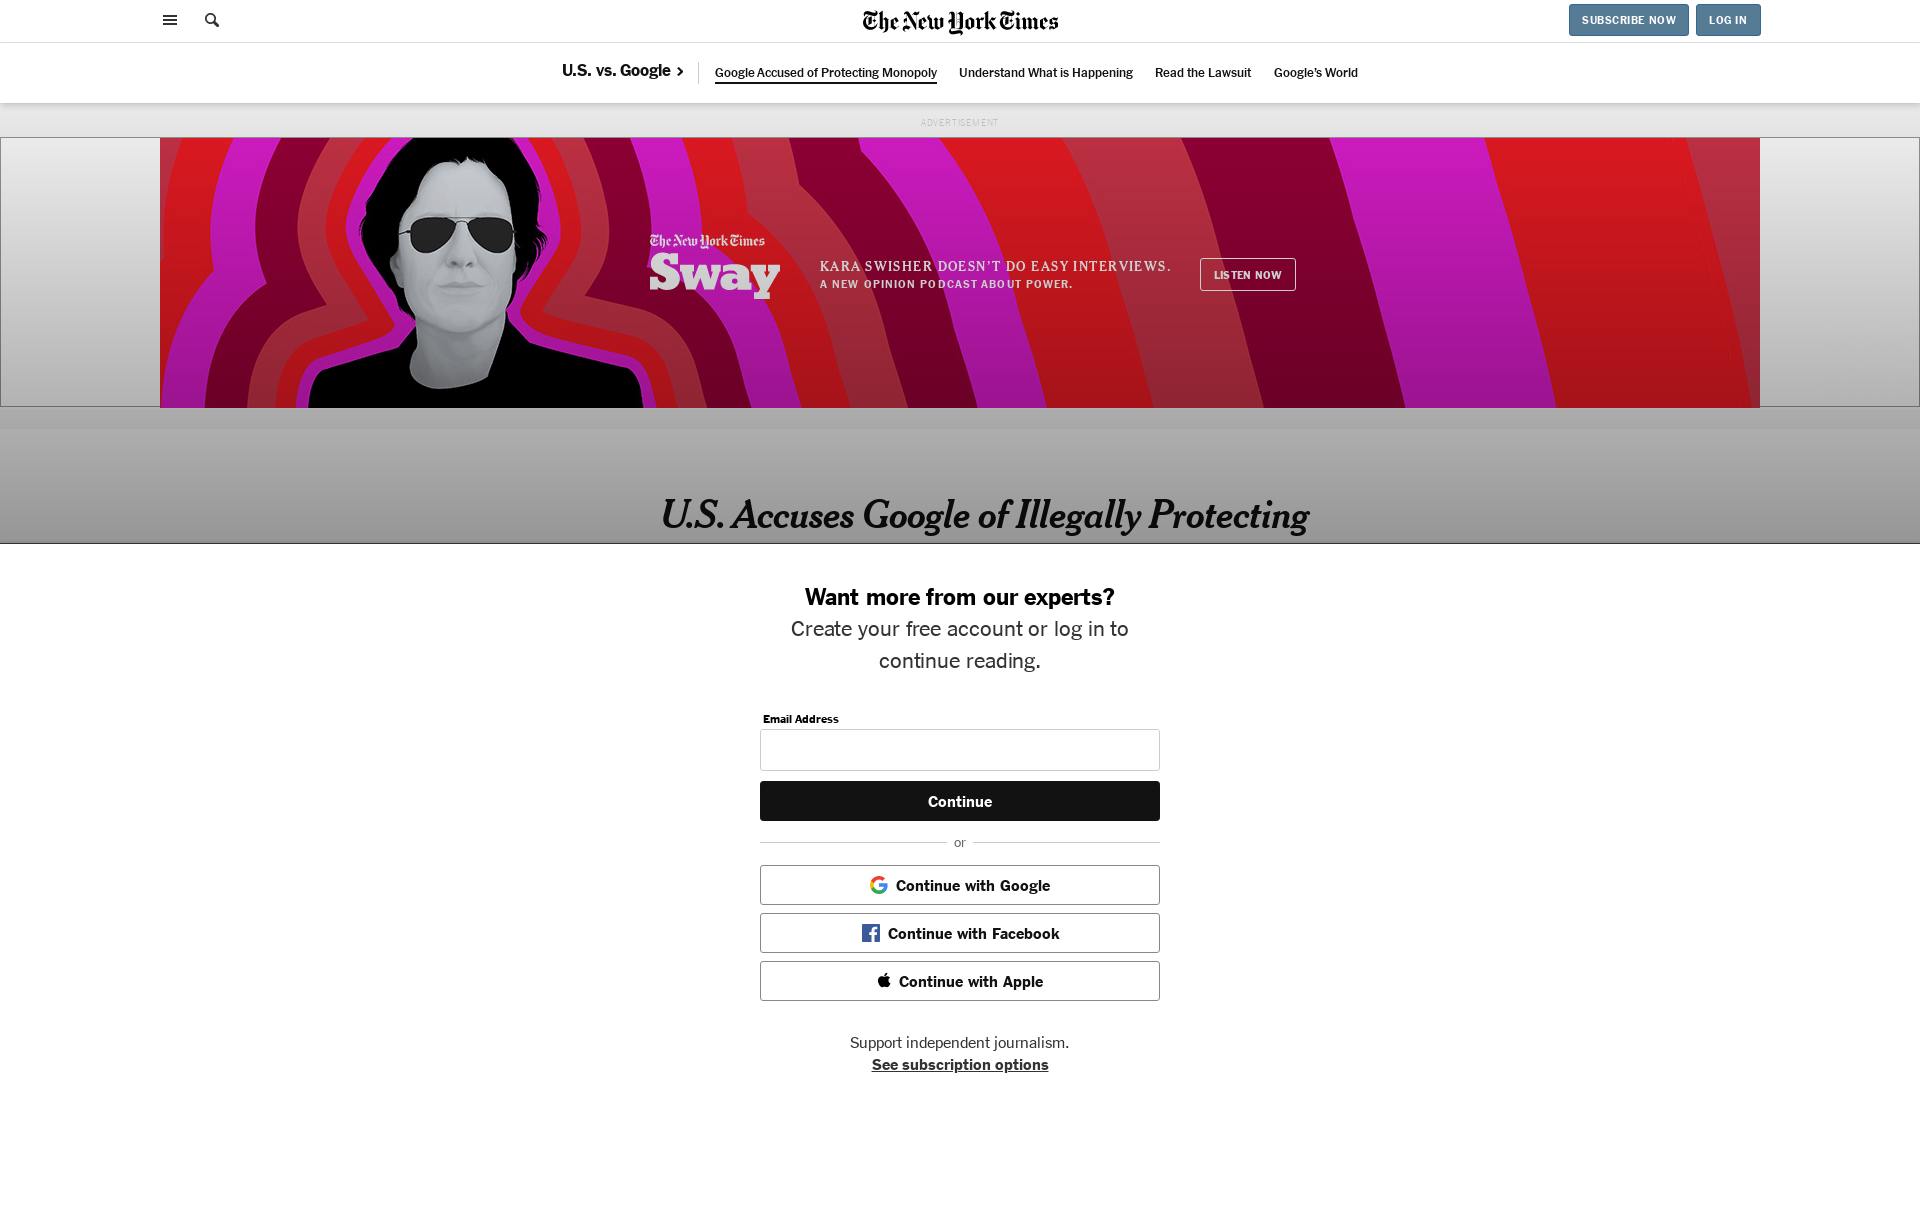 The New York Times
SUBSCRIBE NOW
LOG IN
U.S. vs. Google
Google Accused of Protecting Monopoly
Understand What is Happening
Read the Lawsuit
Google's World
ADVERTISEMENT
The New York Times
Sway
KARA SWISHER DOESN'T DO EASY INTERVIEWS.
A NEW OPINION PODCAST ABOUT POWER.
LISTEN NOW
U.S. Accuses Google of Illegally Protecting
Want more from our experts?
Create your free account or log in to
continue reading.
Email Address
Continue
or
Continue with Google
Continue with Facebook
Continue with Apple
Support independent journalism.
See subscription options